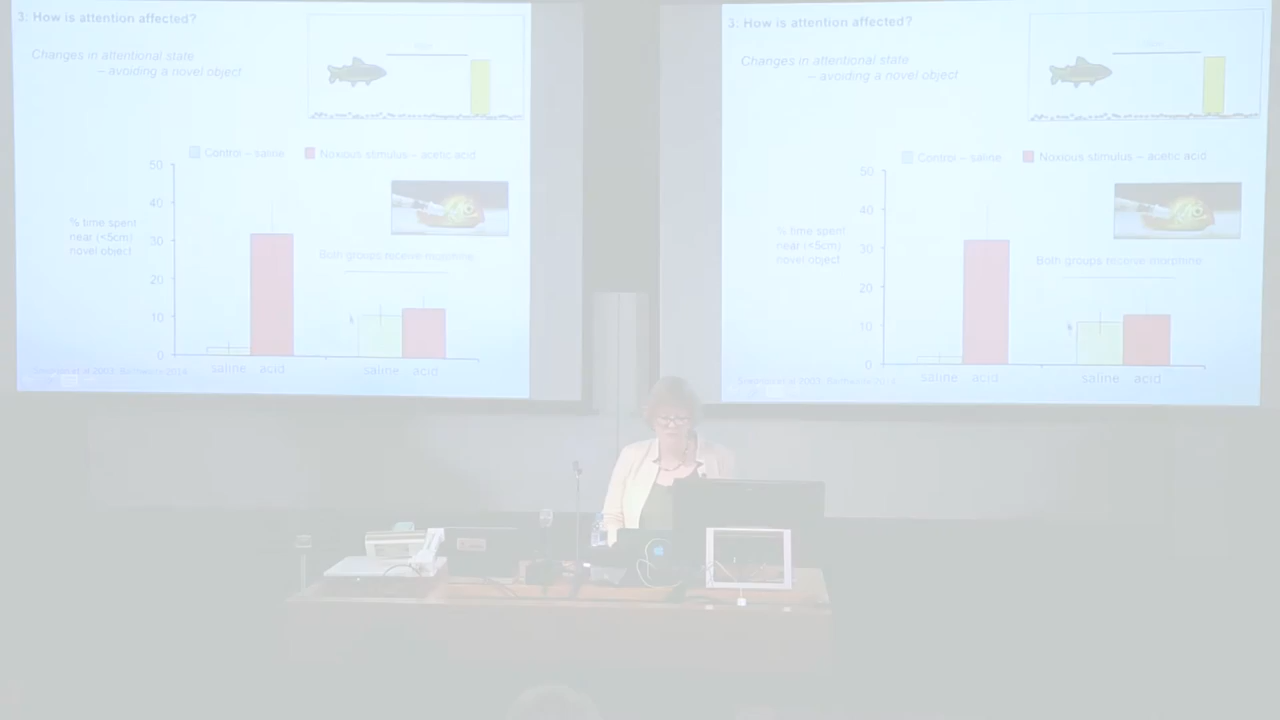 3: How is attention affected?
Changes in attentional state
– avoiding a novel object
Control – saline
Noxious stimulus – acetic acid
50
40
30
20
10
0
% time spent
near (<5cm)
novel object
Both groups receive morphine
saline
acid
saline
acid
3: How is attention affected?
Changes in attentional state
– avoiding a novel object
Control – saline
Noxious stimulus – acetic acid
50
40
30
20
10
0
% time spent
near (<5cm)
novel object
Both groups receive morphine
saline
acid
saline
acid